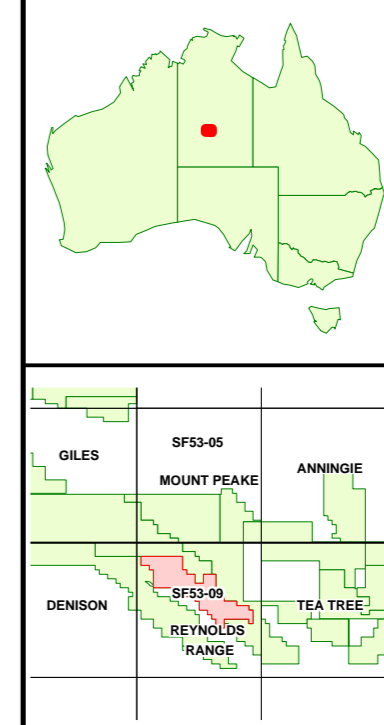 SF53-05
GILES
ANNINGIE
MOUNT PEAKE
SF53-09
DENISON
TEA TREE
REYNOLDS
RANGE